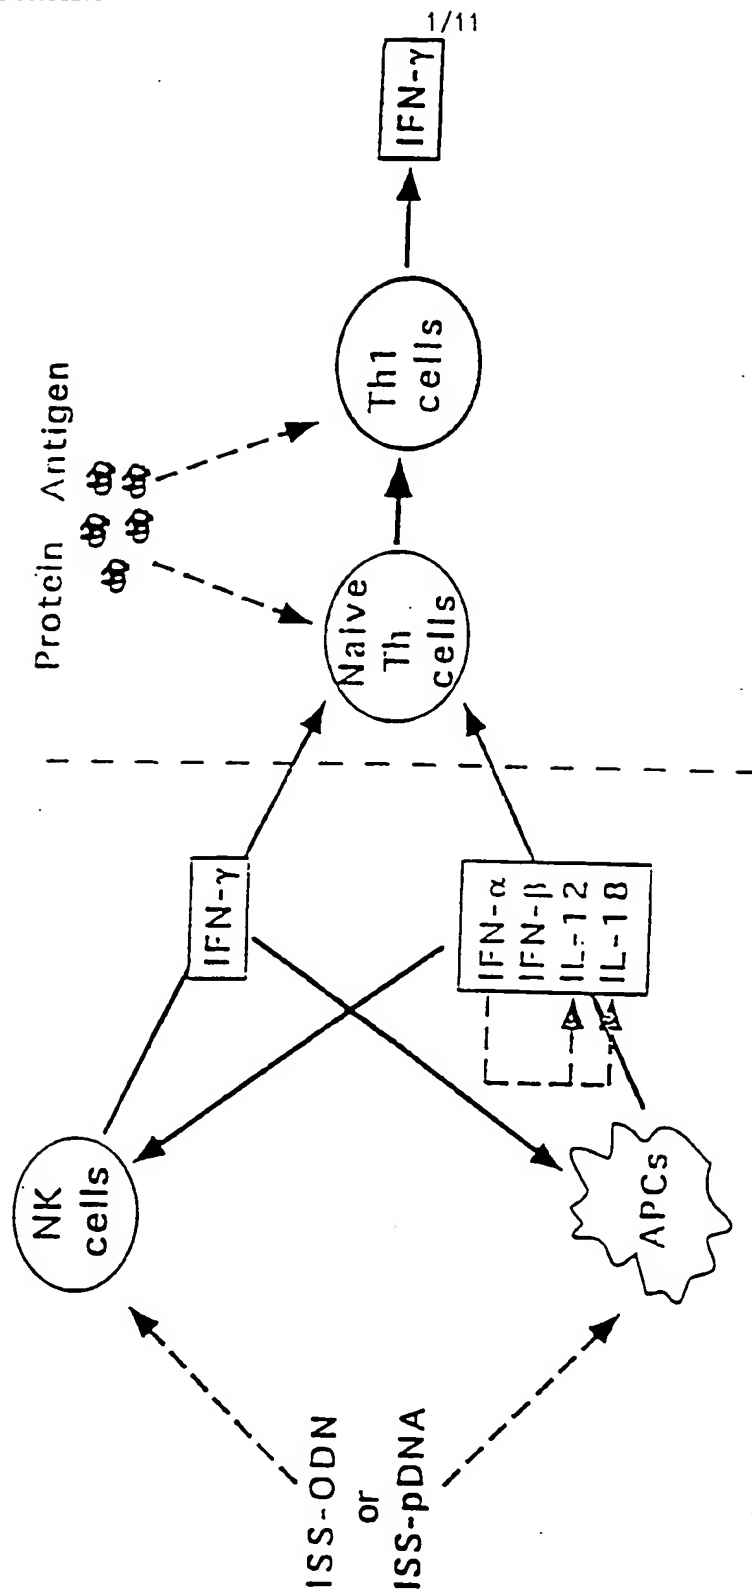 1/11
ISS-ODN
or
ISS-pDNA
NK
cells
APCs
IFN-γ
IFN-α
IFN-β
IL-12
IL-18
Protein Antigen
Naive
Th
cells
Th1
cells
IFN-γ